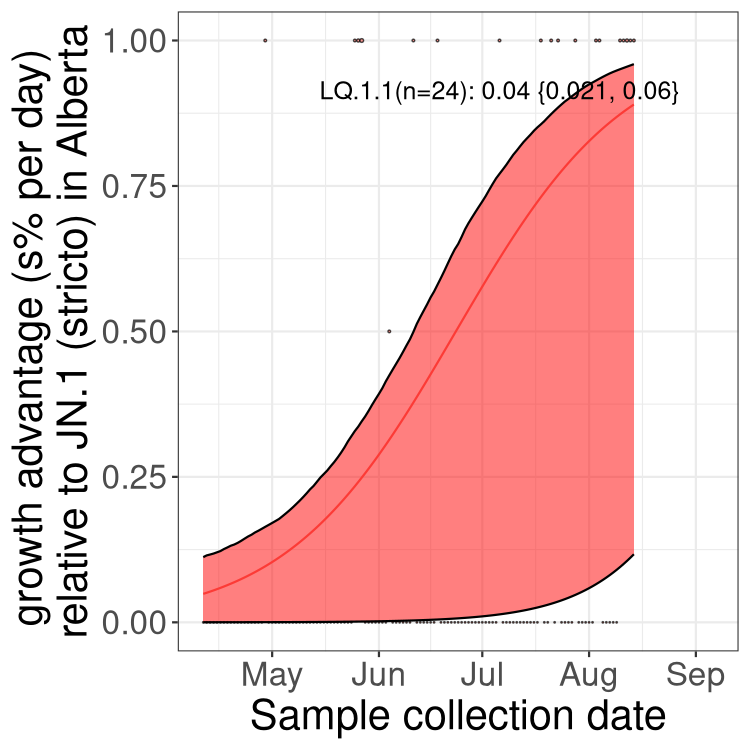 growth advantage (s% per day)
relative to JN.1 (stricto) in Alberta
1.00
0.75
0.50
0.25
0.00
LQ.1.1(n=24): 0.04 {0.021, 0.06}
May Jun Jul Aug Sep
Sample collection date